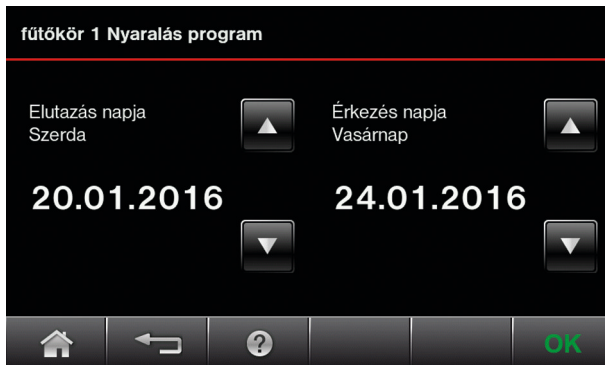 fűtőkör 1 Nyaralás program
Elutazás napja
Szerda
20.01.2016
Érkezés napja
Vasárnap
24.01.2016
?
OK